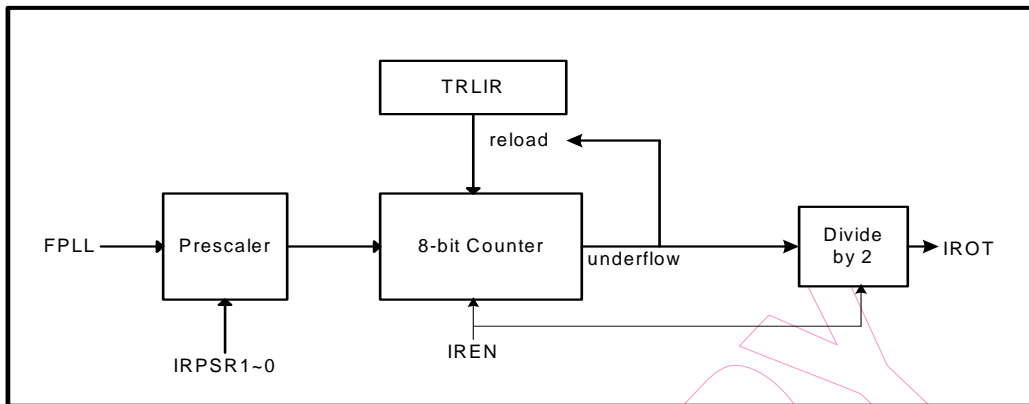 TRLIR
reload
FPLL
Prescaler
8-bit Counter
underflow
Divide
by 2
IROT
IREN
IRPSR1~0